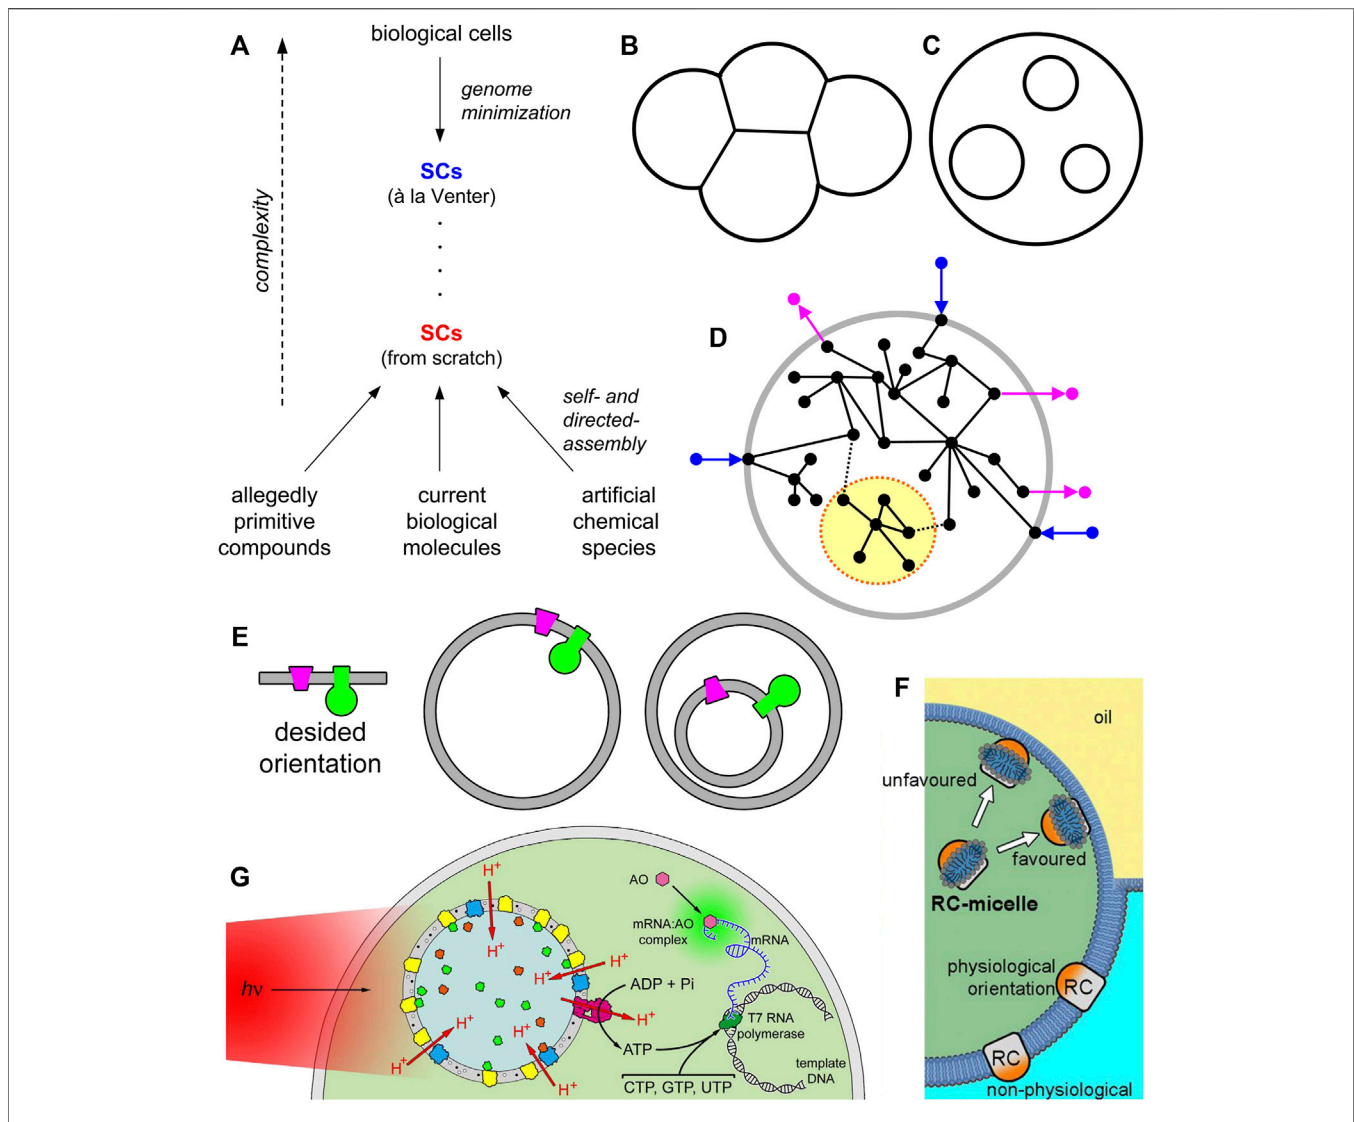 A
biological cells
genome
minimization
SCs
(à la Venter)
complexity
SCs
(from scratch)
self- and
directed-
assembly
allegedly
primitive
compounds
current
biological
molecules
artificial
chemical
species
B
C
D
E
desided
orientation
F
oil
unfavoured
favoured
RC-micelle
physiological
orientation
RC
RC
non-physiological
G
hν
H+
H+
H+
H+
H+
H+
H+
H+
H+
ADP + Pi
ATP
CTP, GTP, UTP
AO
mRNA:AO
complex
mRNA
T7 RNA
polymerase
template
DNA